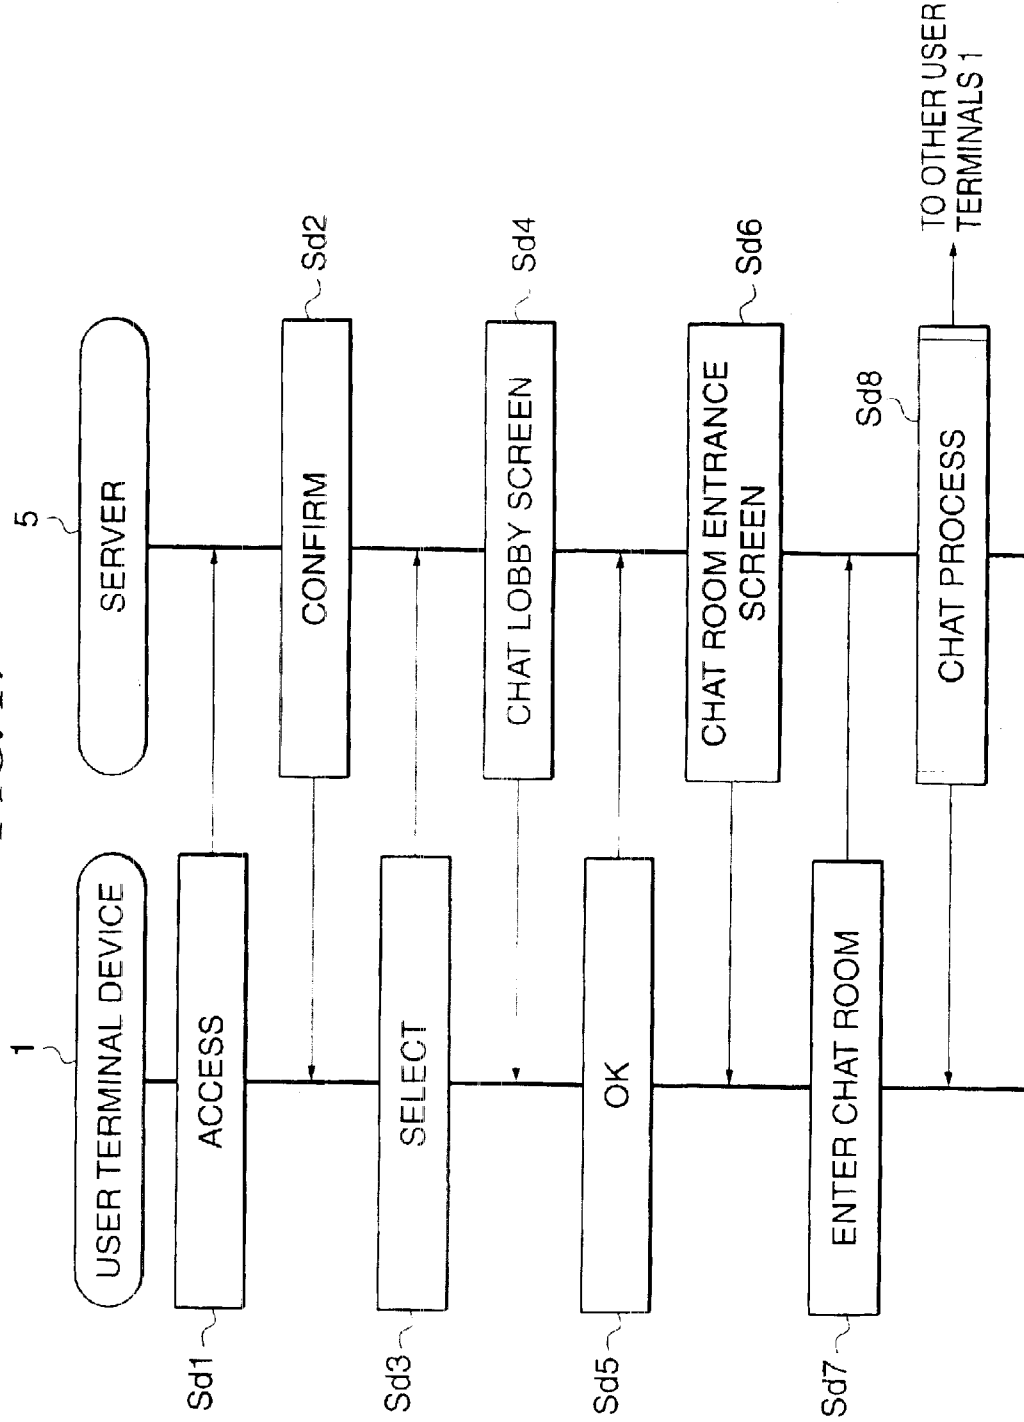 1
5
USER TERMINAL DEVICE
SERVER
Sd1
ACCESS
CONFIRM
Sd2
Sd3
SELECT
CHAT LOBBY SCREEN
Sd4
Sd5
OK
CHAT ROOM ENTRANCE
SCREEN
Sd6
Sd7
ENTER CHAT ROOM
Sd8
CHAT PROCESS
TO OTHER USER
TERMINALS 1